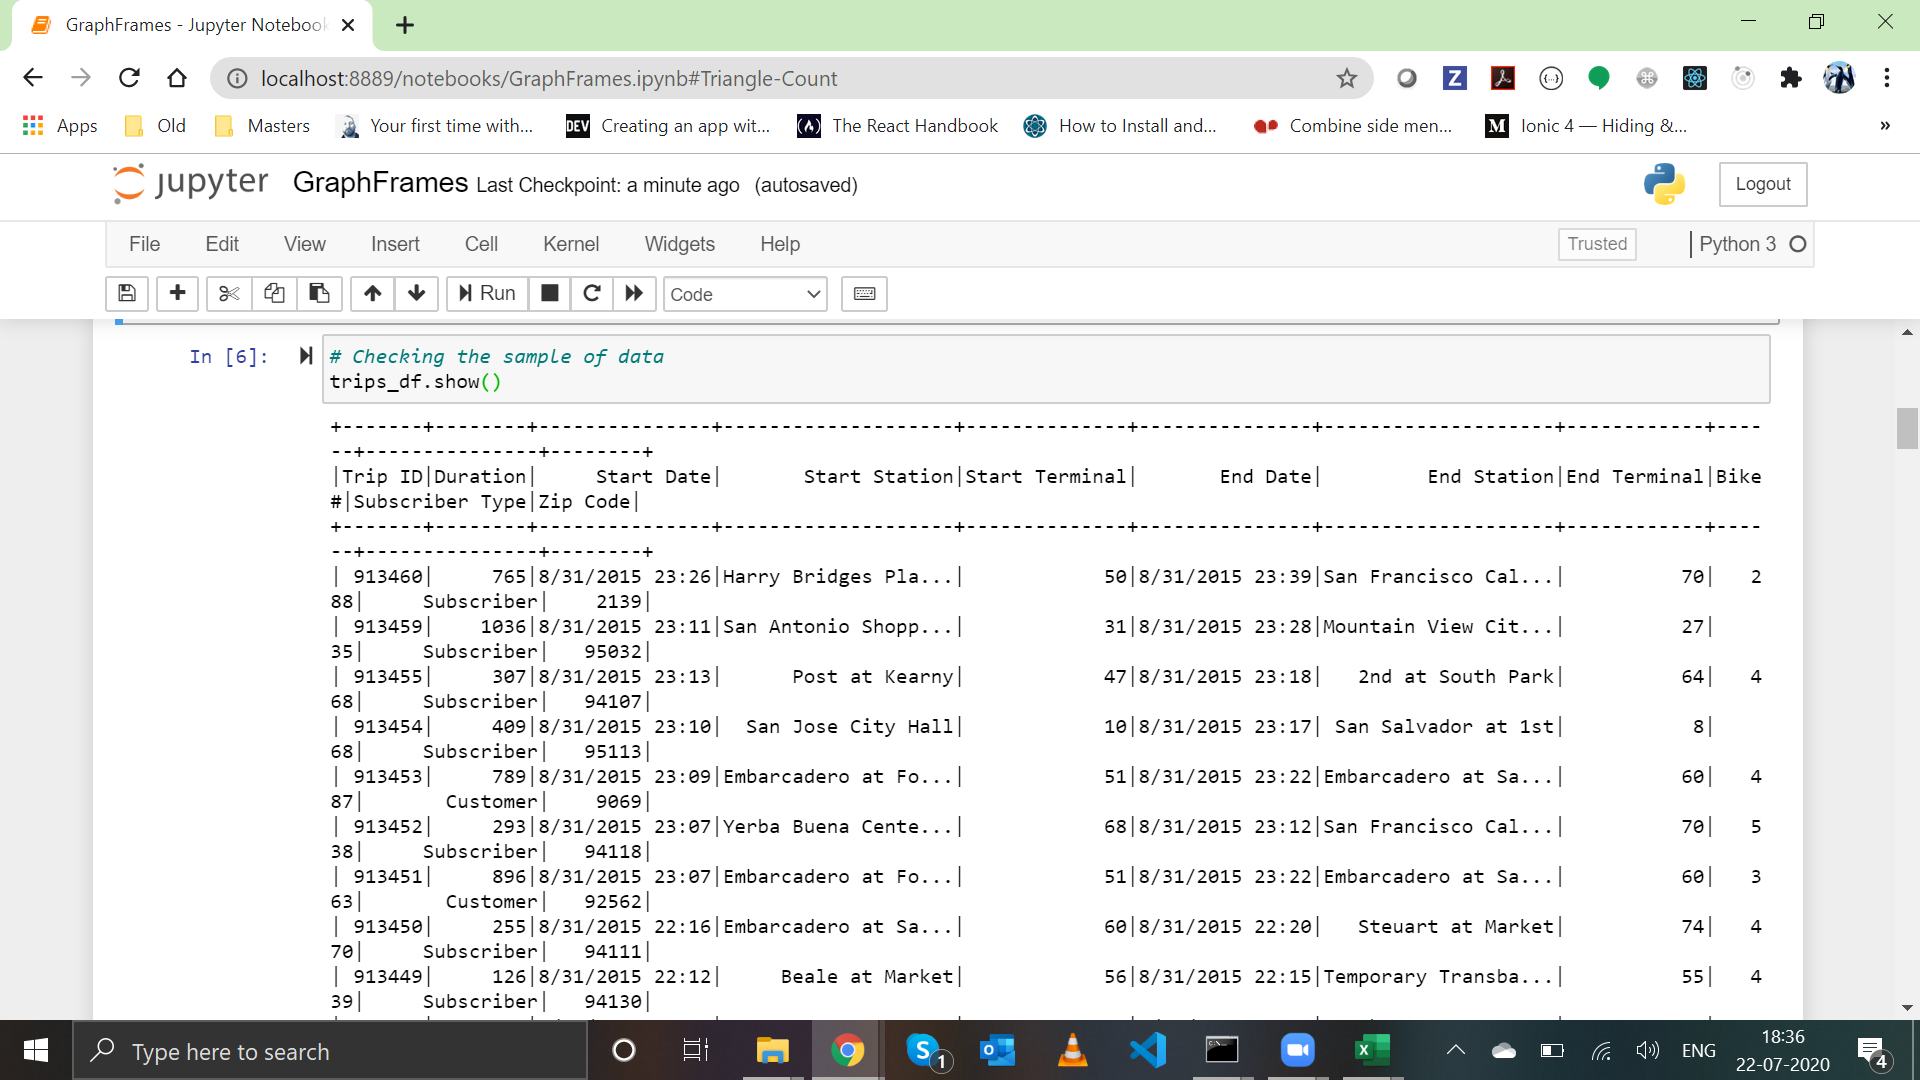 GraphFrames - Jupyter Notebook
localhost:8889/notebooks/GraphFrames.ipynb#Triangle-Count
Apps Old Masters Your first time with... DEV Creating an app wit... The React Handbook How to Install and... Combine side men... M Ionic 4 — Hiding &... »
jupyter GraphFrames Last Checkpoint: a minute ago (autosaved) Logout
File Edit View Insert Cell Kernel Widgets Help Trusted Python 3
Run Code
In [6]: # Checking the sample of data
trips_df.show()
+-------+--------+---------------+--------------------+--------------+---------------+--------------------+------------+----
--+---------------+--------+
|Trip ID|Duration|     Start Date|       Start Station|Start Terminal|       End Date|         End Station|End Terminal|Bike
#|Subscriber Type|Zip Code|
+-------+--------+---------------+--------------------+--------------+---------------+--------------------+------------+----
--+---------------+--------+
| 913460|     765|8/31/2015 23:26|Harry Bridges Pla...|            50|8/31/2015 23:39|San Francisco Cal...|          70|   2
88|     Subscriber|    2139|
| 913459|    1036|8/31/2015 23:11|San Antonio Shopp...|            31|8/31/2015 23:28|Mountain View Cit...|          27|
35|     Subscriber|   95032|
| 913455|     307|8/31/2015 23:13|      Post at Kearny|            47|8/31/2015 23:18|   2nd at South Park|          64|   4
68|     Subscriber|   94107|
| 913454|     409|8/31/2015 23:10|  San Jose City Hall|            10|8/31/2015 23:17| San Salvador at 1st|           8|
68|     Subscriber|   95113|
| 913453|     789|8/31/2015 23:09|Embarcadero at Fo...|            51|8/31/2015 23:22|Embarcadero at Sa...|          60|   4
87|       Customer|    9069|
| 913452|     293|8/31/2015 23:07|Yerba Buena Cente...|            68|8/31/2015 23:12|San Francisco Cal...|          70|   5
38|     Subscriber|   94118|
| 913451|     896|8/31/2015 23:07|Embarcadero at Fo...|            51|8/31/2015 23:22|Embarcadero at Sa...|          60|   3
63|       Customer|   92562|
| 913450|     255|8/31/2015 22:16|Embarcadero at Sa...|            60|8/31/2015 22:20|   Steuart at Market|          74|   4
70|     Subscriber|   94111|
| 913449|     126|8/31/2015 22:12|     Beale at Market|            56|8/31/2015 22:15|Temporary Transba...|          55|   4
39|     Subscriber|   94130|
Type here to search 1 ENG 18:36
22-07-2020 4